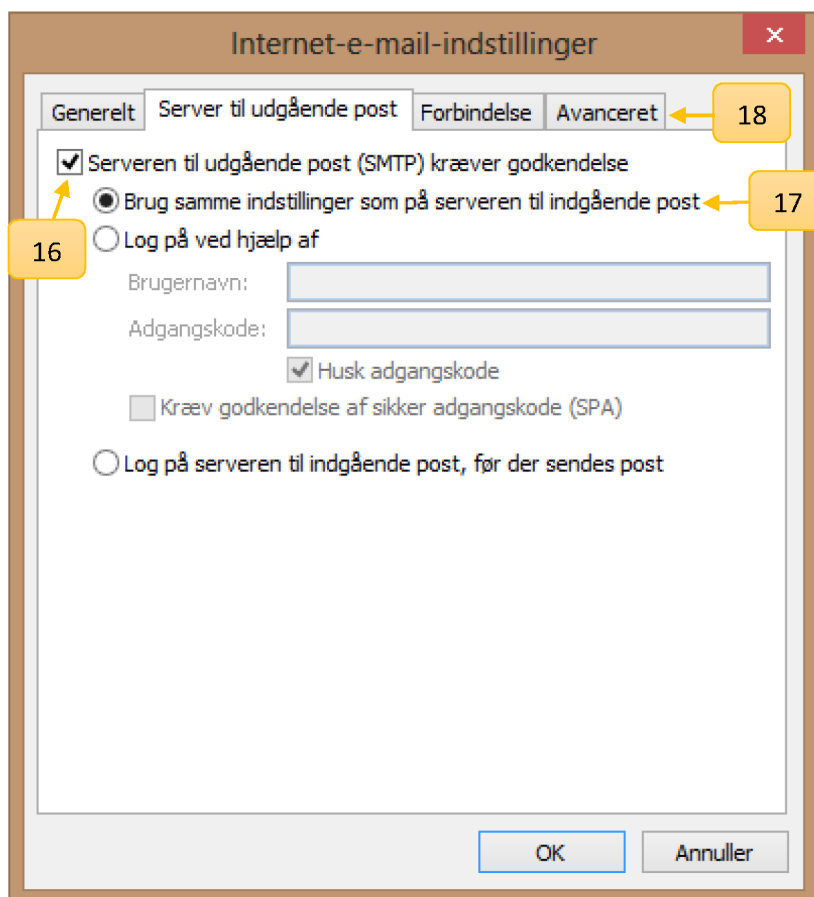 Internet-e-mail-indstillinger
×
Generelt Server til udgående post Forbindelse Avanceret 18
Serveren til udgående post (SMTP) kræver godkendelse
Brug samme indstillinger som på serveren til indgående post 17
16 Log på ved hjælp af
Brugernavn:
Adgangskode:
Husk adgangskode
Kræv godkendelse af sikker adgangskode (SPA)
Log på serveren til indgående post, før der sendes post
OK Annuller